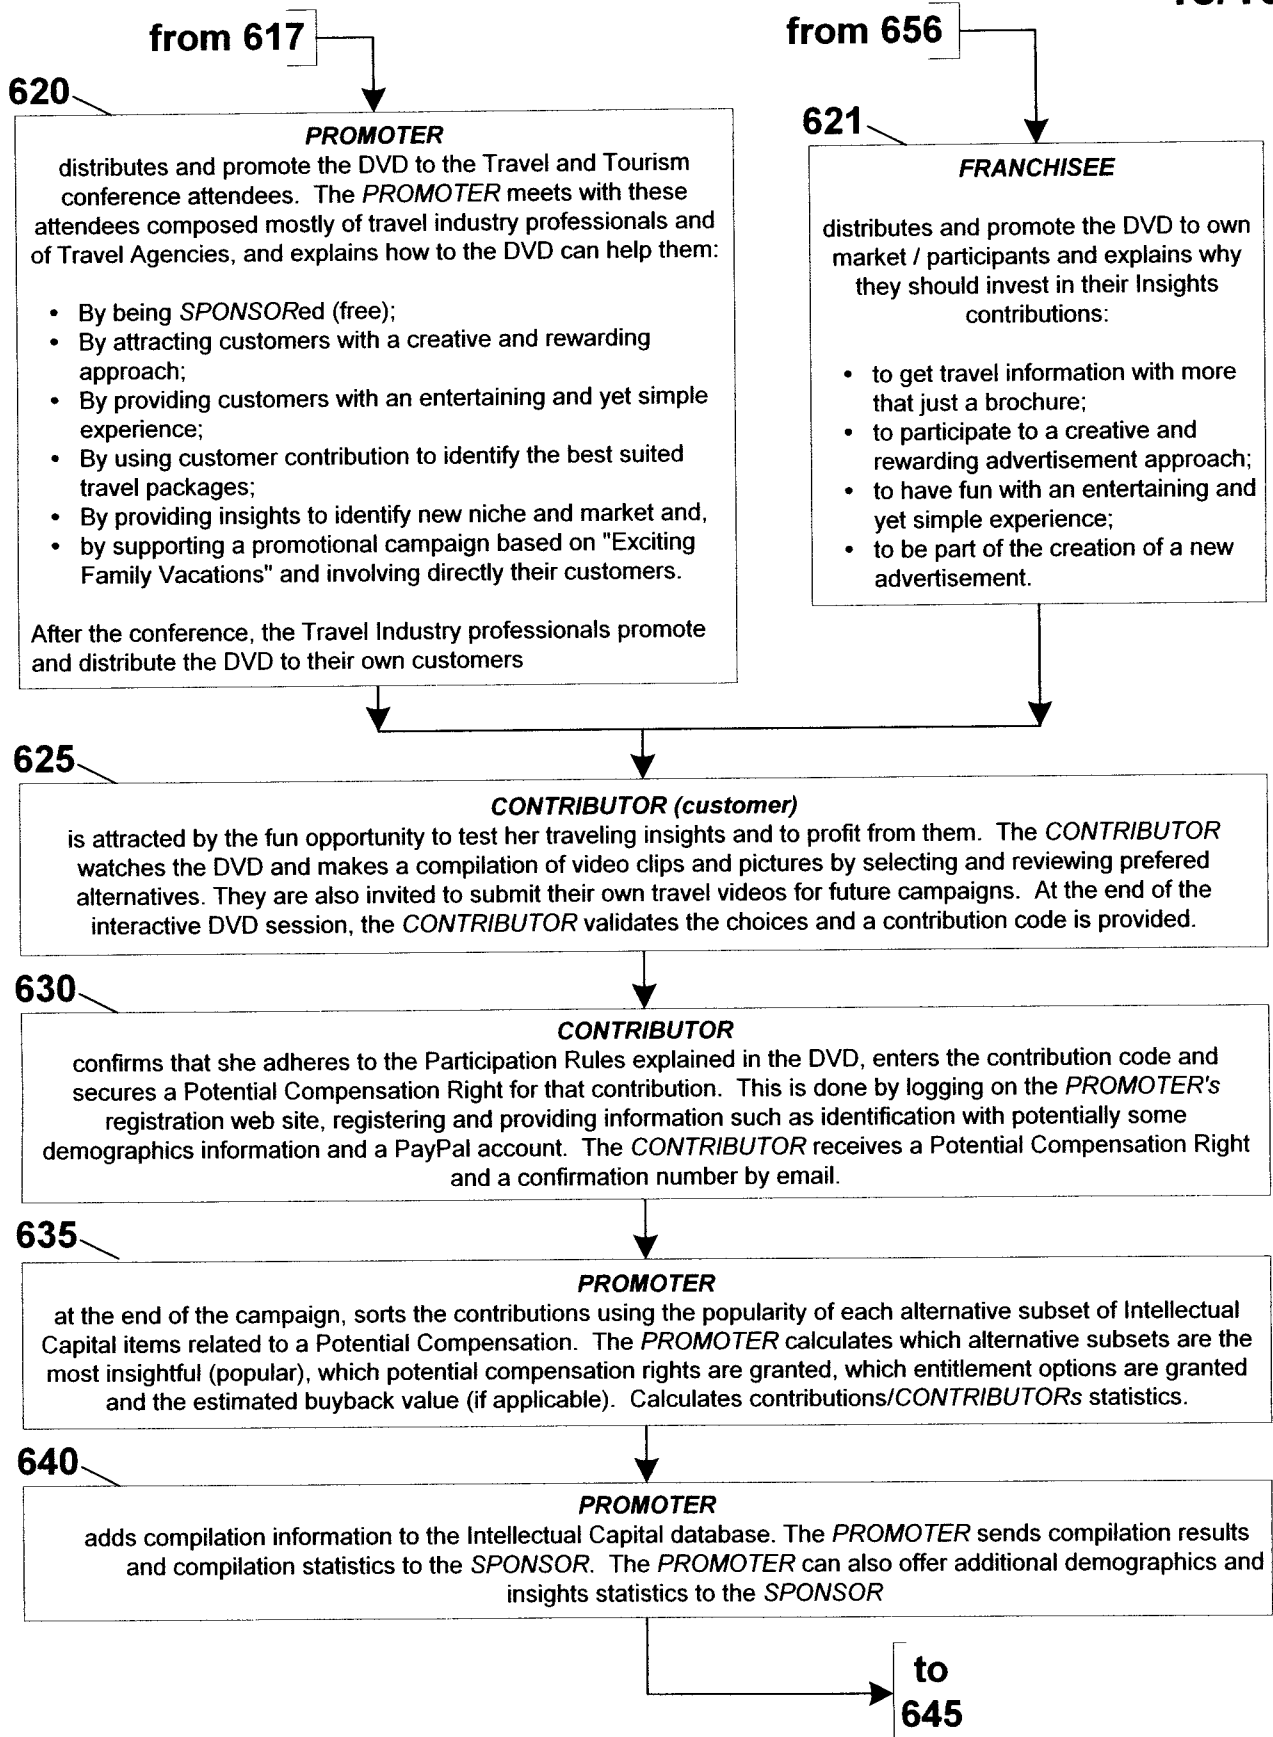 from 617
from 656
620
PROMOTER
distributes and promote the DVD to the Travel and Tourism
conference attendees. The PROMOTER meets with these
attendees composed mostly of travel industry professionals and
of Travel Agencies, and explains how to the DVD can help them:
• By being SPONSORed (free);
• By attracting customers with a creative and rewarding
approach;
• By providing customers with an entertaining and yet simple
experience;
• By using customer contribution to identify the best suited
travel packages;
• By providing insights to identify new niche and market and,
• by supporting a promotional campaign based on "Exciting
Family Vacations" and involving directly their customers.
After the conference, the Travel Industry professionals promote
and distribute the DVD to their own customers
621
FRANCHISEE
distributes and promote the DVD to own
market / participants and explains why
they should invest in their Insights
contributions:
• to get travel information with more
that just a brochure;
• to participate to a creative and
rewarding advertisement approach;
• to have fun with an entertaining and
yet simple experience;
• to be part of the creation of a new
advertisement.
625
CONTRIBUTOR (customer)
is attracted by the fun opportunity to test her traveling insights and to profit from them. The CONTRIBUTOR
watches the DVD and makes a compilation of video clips and pictures by selecting and reviewing prefered
alternatives. They are also invited to submit their own travel videos for future campaigns. At the end of the
interactive DVD session, the CONTRIBUTOR validates the choices and a contribution code is provided.
630
CONTRIBUTOR
confirms that she adheres to the Participation Rules explained in the DVD, enters the contribution code and
secures a Potential Compensation Right for that contribution. This is done by logging on the PROMOTER's
registration web site, registering and providing information such as identification with potentially some
demographics information and a PayPal account. The CONTRIBUTOR receives a Potential Compensation Right
and a confirmation number by email.
635
PROMOTER
at the end of the campaign, sorts the contributions using the popularity of each alternative subset of Intellectual
Capital items related to a Potential Compensation. The PROMOTER calculates which alternative subsets are the
most insightful (popular), which potential compensation rights are granted, which entitlement options are granted
and the estimated buyback value (if applicable). Calculates contributions/CONTRIBUTORs statistics.
640
PROMOTER
adds compilation information to the Intellectual Capital database. The PROMOTER sends compilation results
and compilation statistics to the SPONSOR. The PROMOTER can also offer additional demographics and
insights statistics to the SPONSOR
to
645